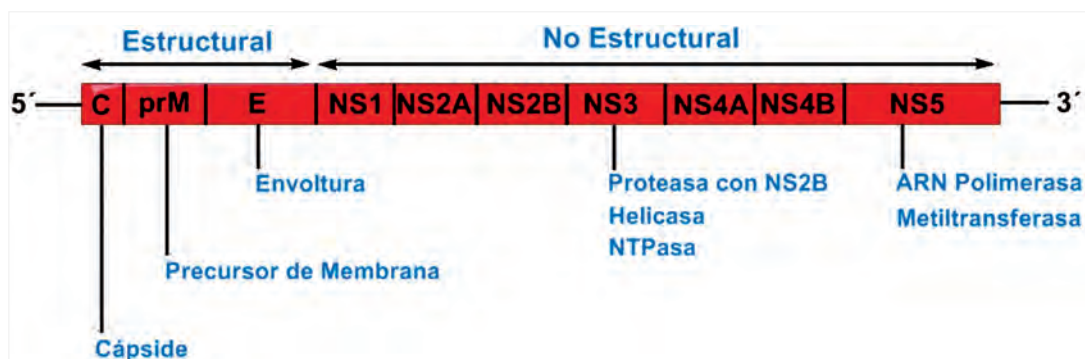 Estructural
No Estructural
5´ C prM E NS1 NS2A NS2B NS3 NS4A NS4B NS5 3´
Envoltura
Proteasa con NS2B
Helicasa
NTPasa
ARN Polimerasa
Metiltransferasa
Precursor de Membrana
Cápside